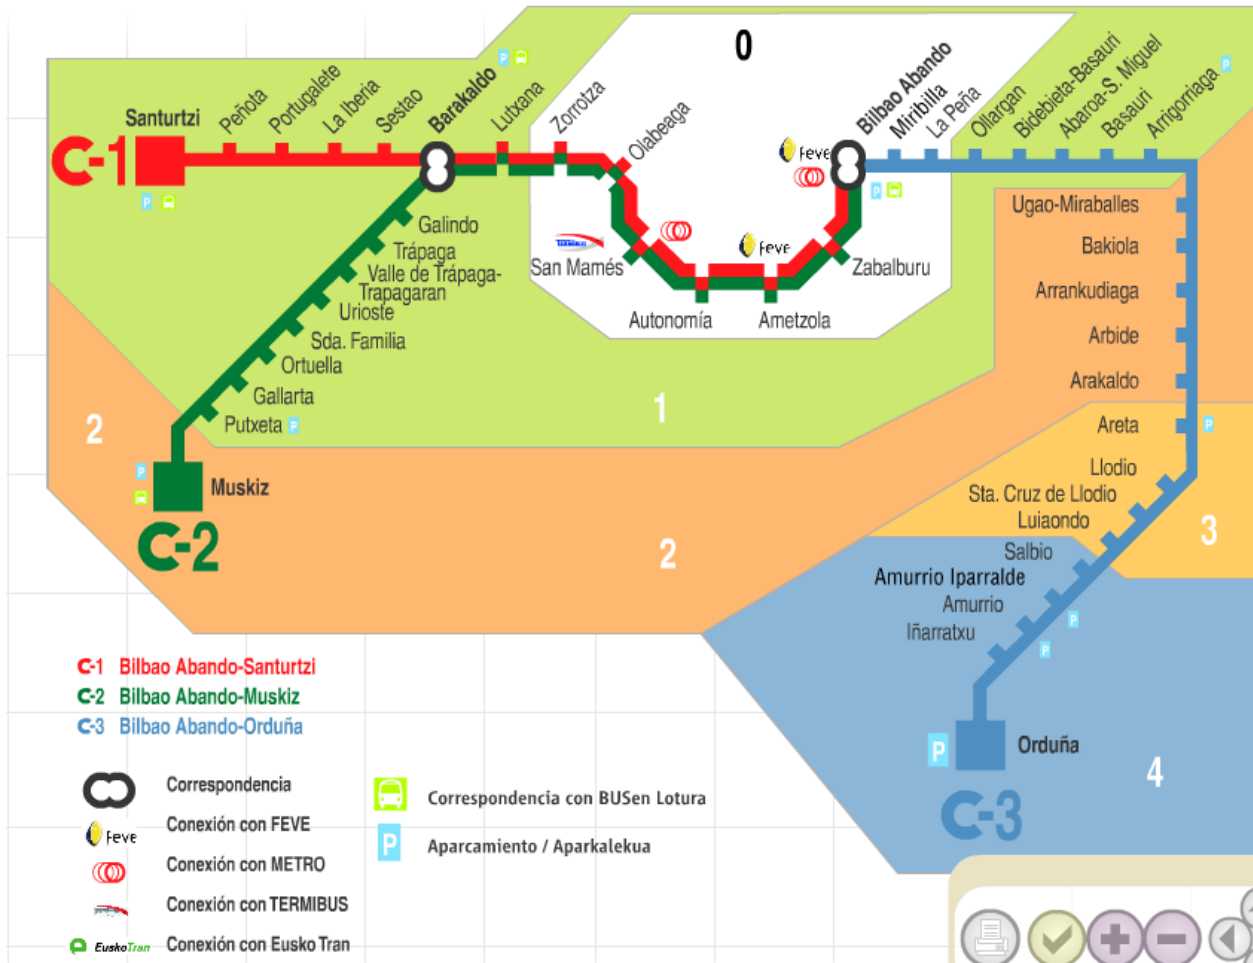 0
Santurtzi
Peñota
Portugalete
La Iberia
Sestao
Barakaldo
Lutxana
Zorrotza
Olabeaga
Bilbao Abando
Miribilla
La Peña
Ollargan
Bidebieta-Basauri
Abaroa-S. Miguel
Basauri
Arrigorriaga
C-1
feve
Galindo
Trápaga
Valle de Trápaga-
Trapagaran
Urioste
Sda. Familia
Ortuella
Gallarta
Putxeta
San Mamés
feve
Zabalburu
Autonomía
Ametzola
Ugao-Miraballes
Bakiola
Arrankudiaga
Arbide
Arakaldo
Areta
Llodio
Sta. Cruz de Llodio
Luiaondo
Salbio
Amurrio Iparralde
Amurrio
Iñarratxu
1
2
2
3
4
Muskiz
C-2
Orduña
C-3
P
P
P
P
P
P
P
P
P
P
C-1 Bilbao Abando-Santurtzi
C-2 Bilbao Abando-Muskiz
C-3 Bilbao Abando-Orduña
Correspondencia
feve Conexión con FEVE
Conexión con METRO
Conexión con TERMIBUS
e EuskoTran Conexión con Eusko Tran
Correspondencia con BUSen Lotura
P Aparcamiento / Aparkalekua